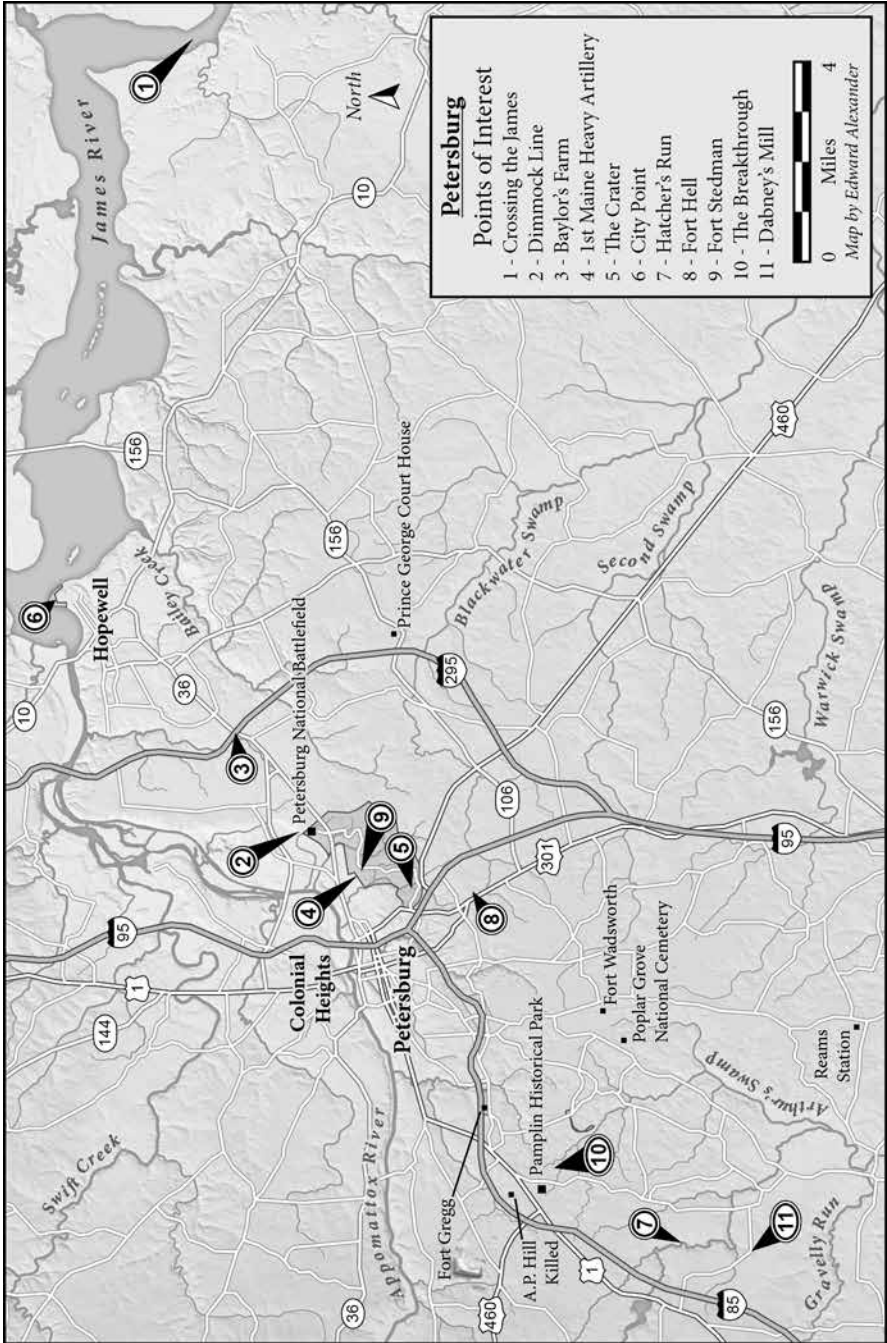 James River
1
North
10
156
6
Hopewell
10
Bailey Creek
36
156
Prince George Court House
Petersburg National Battlefield
3
2
9
4
5
295
Blackwater Swamp
Second Swamp
460
Warwick Swamp
156
106
301
95
8
95
1
144
Colonial
Heights
Petersburg
Swift Creek
Appomattox River
36
Fort Gregg
Fort Wadsworth
Poplar Grove
National Cemetery
Pamplin Historical Park
10
A.P. Hill
Killed
460
1
85
7
11
Arthur's Swamp
Reams
Station
Gravelly Run
Petersburg
Points of Interest
1 - Crossing the James
2 - Dimmock Line
3 - Baylor's Farm
4 - 1st Maine Heavy Artillery
5 - The Crater
6 - City Point
7 - Hatcher's Run
8 - Fort Hell
9 - Fort Stedman
10 - The Breakthrough
11 - Dabney's Mill
0 Miles 4
Map by Edward Alexander